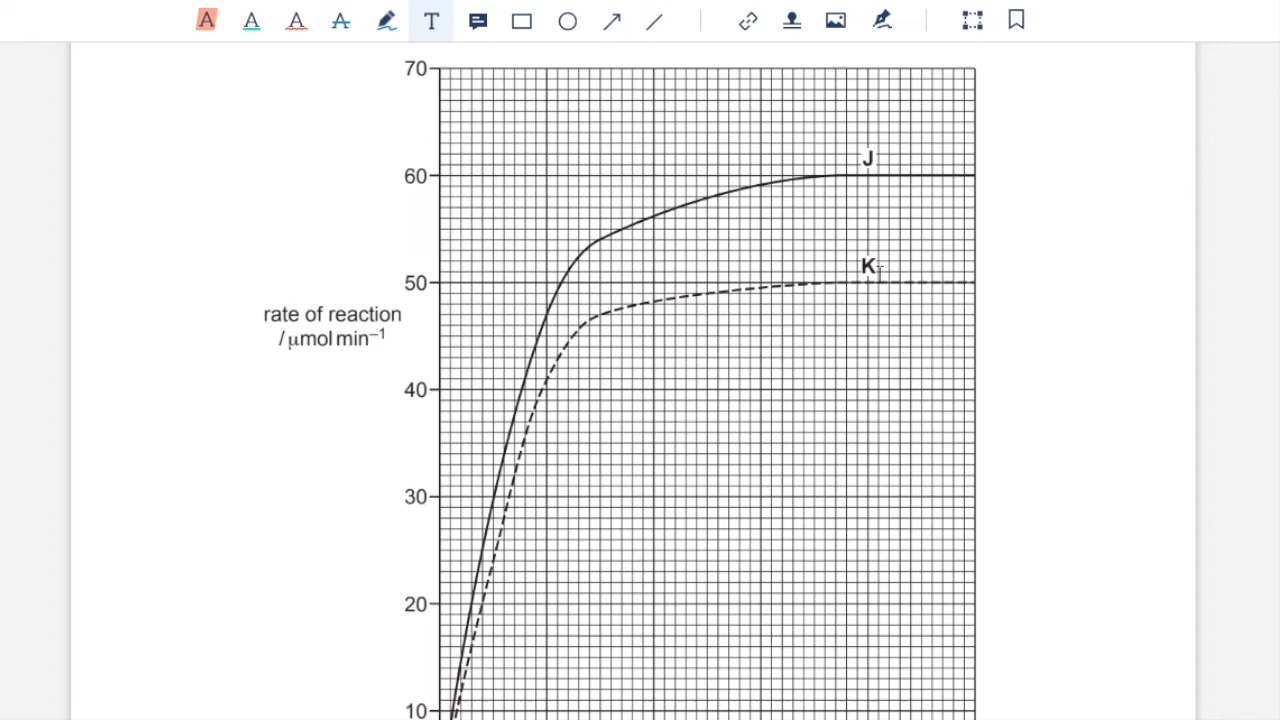 A A A A T
70
J
60
K
50
rate of reaction
/ μmol min⁻¹
40
30
20
10